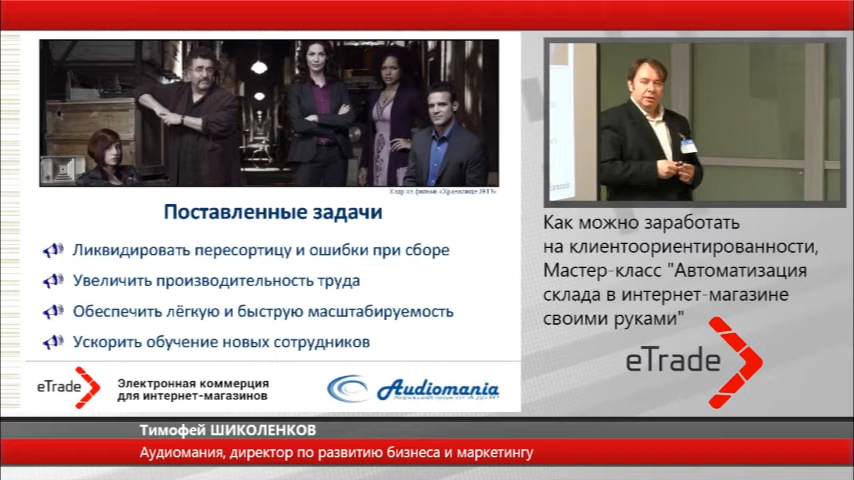 Кадр из фильма «Хранилище 13»
Поставленные задачи
Ликвидировать пересортицу и ошибки при сборе
Увеличить производительность труда
Обеспечить лёгкую и быструю масштабируемость
Ускорить обучение новых сотрудников
eTrade
Электронная коммерция
для интернет-магазинов
Audiomania
Как можно заработать
на клиентоориентированности,
Мастер-класс "Автоматизация
склада в интернет-магазине
своими руками"
eTrade
Тимофей ШИКОЛЕНКОВ
Аудиомания, директор по развитию бизнеса и маркетингу